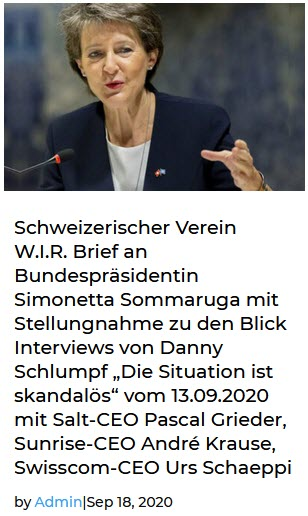 Schweizerischer Verein
W.I.R. Brief an
Bundespräsidentin
Simonetta Sommaruga mit
Stellungnahme zu den Blick
Interviews von Danny
Schlumpf „Die Situation ist
skandalös“ vom 13.09.2020
mit Salt-CEO Pascal Grieder,
Sunrise-CEO André Krause,
Swisscom-CEO Urs Schaeppi
by Admin|Sep 18, 2020